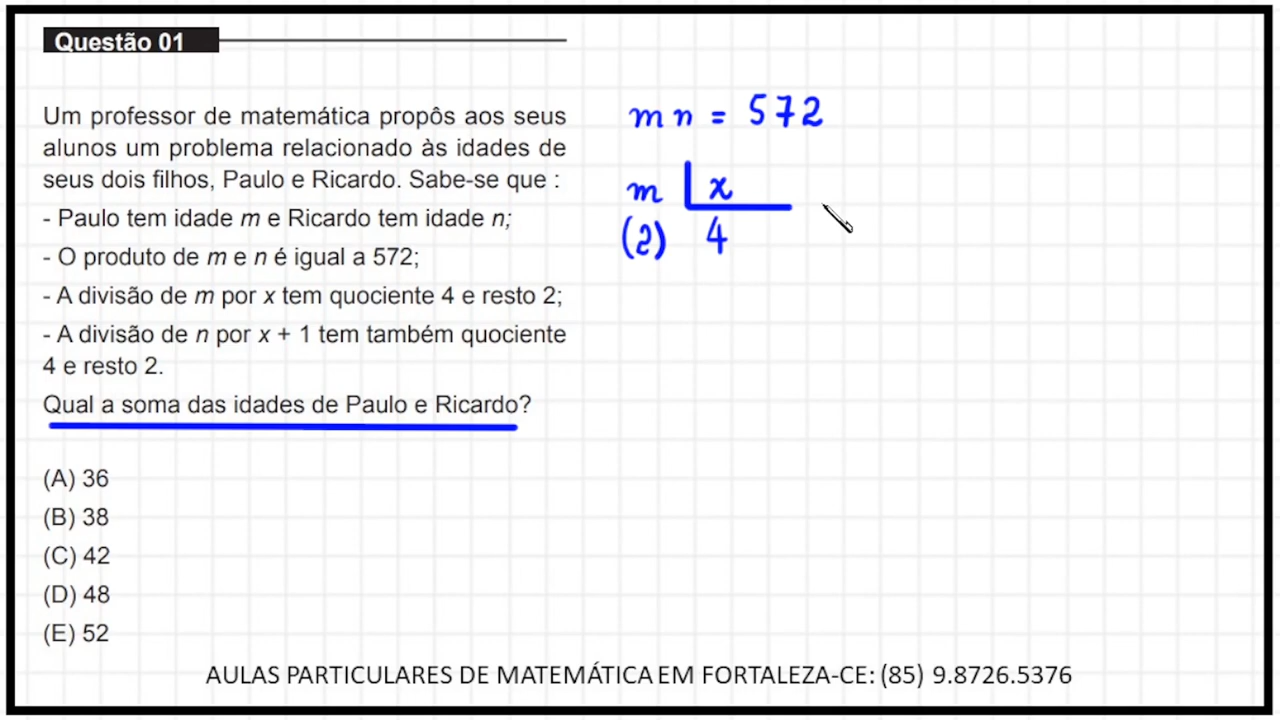 Questão 01
Um professor de matemática propôs aos seus
alunos um problema relacionado às idades de
seus dois filhos, Paulo e Ricardo. Sabe-se que :
- Paulo tem idade m e Ricardo tem idade n;
- O produto de m e n é igual a 572;
- A divisão de m por x tem quociente 4 e resto 2;
- A divisão de n por x + 1 tem também quociente
4 e resto 2.
Qual a soma das idades de Paulo e Ricardo?
(A) 36
(B) 38
(C) 42
(D) 48
(E) 52
m n = 572
m x
(2) 4
AULAS PARTICULARES DE MATEMÁTICA EM FORTALEZA-CE: (85) 9.8726.5376